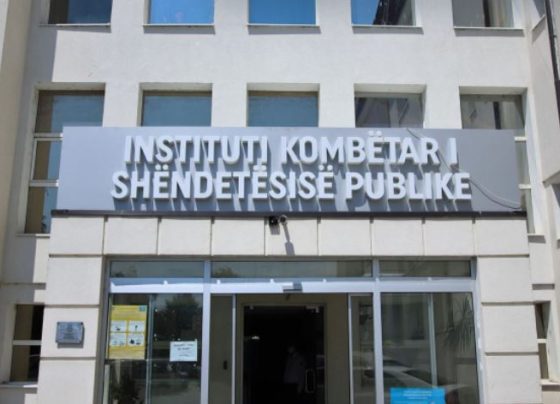 INSTITUTI KOMBËTAR I
SHËNDETËSISË PUBLIKE